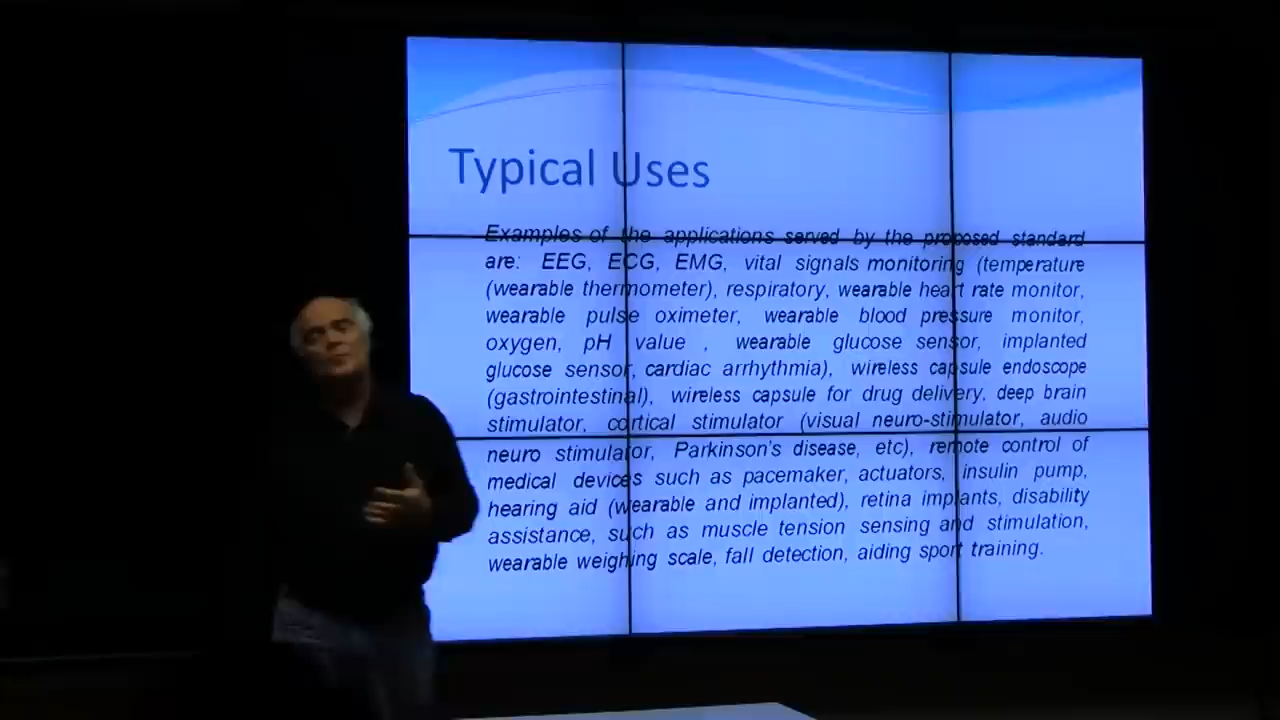 Typical Uses
Examples of the applications served by the proposed standard
are: EEG, ECG, EMG, vital signals monitoring (temperature
(wearable thermometer), respiratory, wearable heart rate monitor,
wearable pulse oximeter, wearable blood pressure monitor,
oxygen, pH value , wearable glucose sensor, implanted
glucose sensor, cardiac arrhythmia), wireless capsule endoscope
(gastrointestinal), wireless capsule for drug delivery, deep brain
stimulator, cortical stimulator (visual neuro-stimulator, audio
neuro stimulator, Parkinson's disease, etc), remote control of
medical devices such as pacemaker, actuators, insulin pump,
hearing aid (wearable and implanted), retina implants, disability
assistance, such as muscle tension sensing and stimulation,
wearable weighing scale, fall detection, aiding sport training.